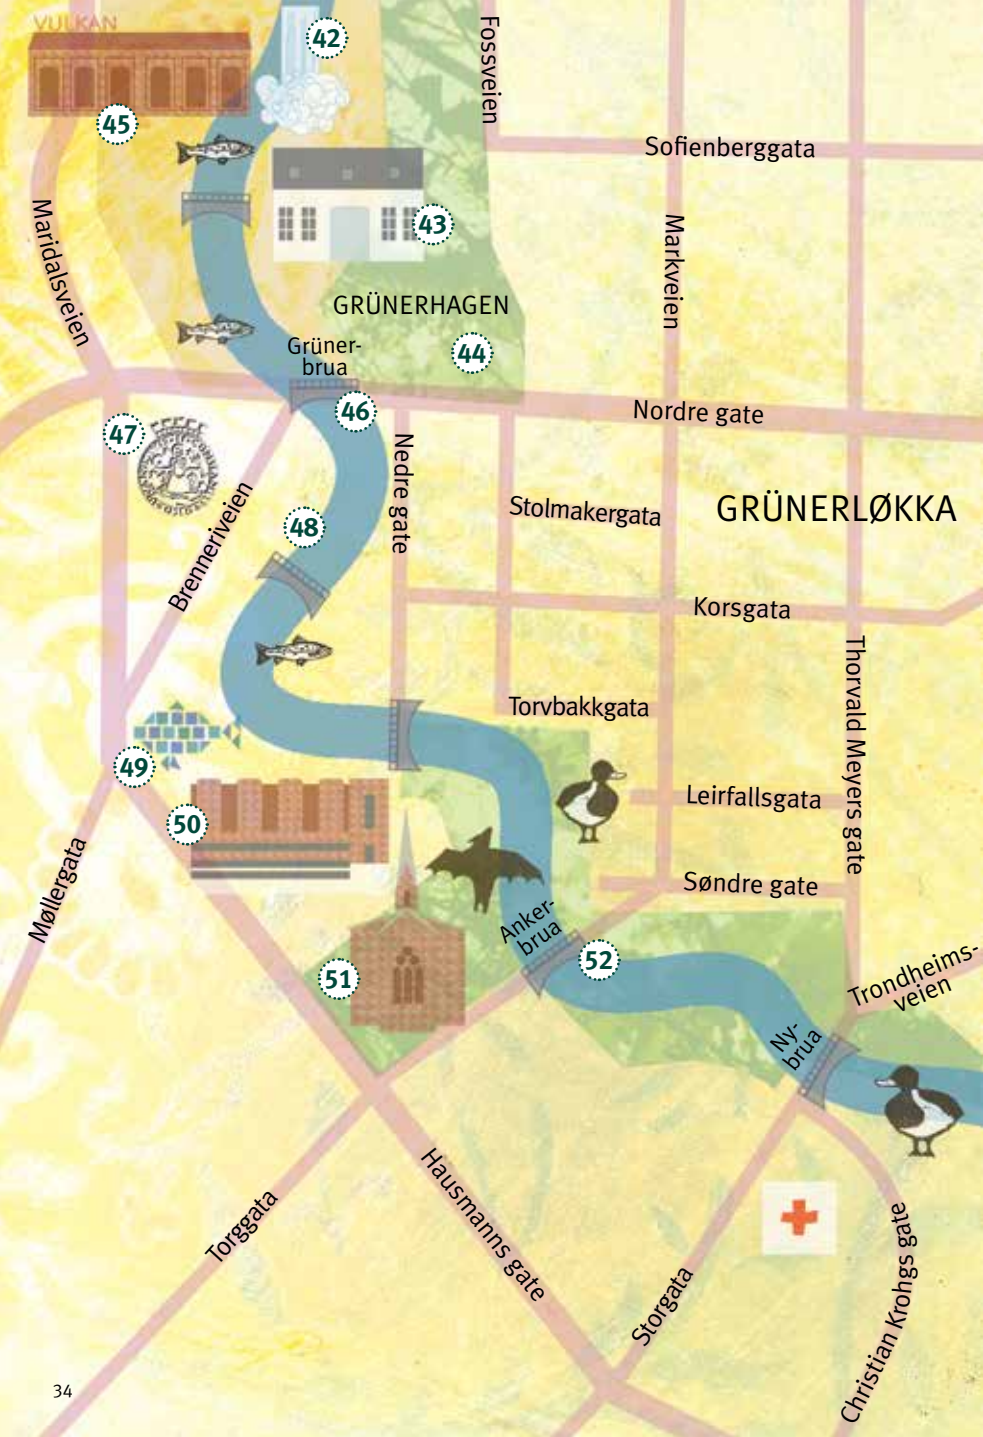 VULKAN
42
Fossveien
45
Sofienberggata
Maridalsveien
43
Markveien
GRÜNERHAGEN
44
Grüner-
brua
46
Nordre gate
47
Nedre gate
Stolmakergata
GRÜNERLØKKA
48
Brenneriveien
Korsgata
Thorvald Meyers gate
Torvbakkgata
49
Leirfallsgata
50
Søndre gate
Møllergata
Anker-
brua
52
51
Trondheims-
veien
Ny-
brua
Hausmanns gate
Torggata
Storgata
Christian Krohgs gate
34